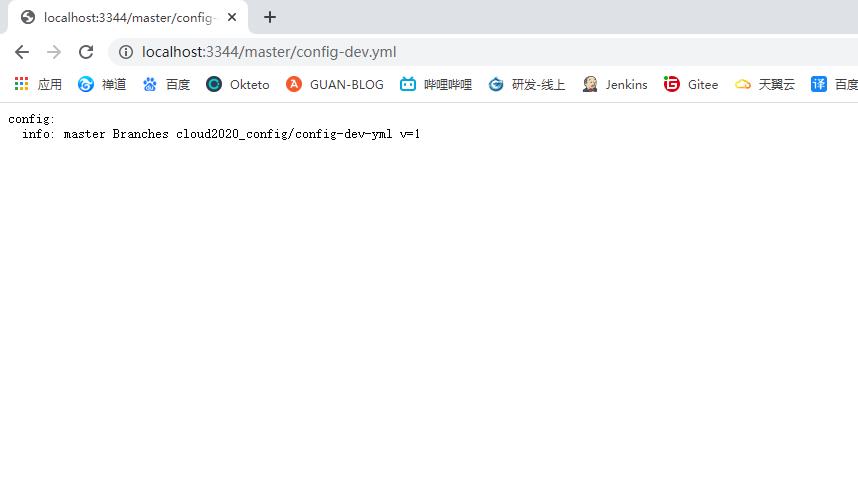 localhost:3344/master/config-
localhost:3344/master/config-dev.yml
应用 禅道 百度 Okteto GUAN-BLOG 哔哩哔哩 研发-线上 Jenkins Gitee 天翼云 译 百度
config:
  info: master Branches cloud2020_config/config-dev-yml v=1